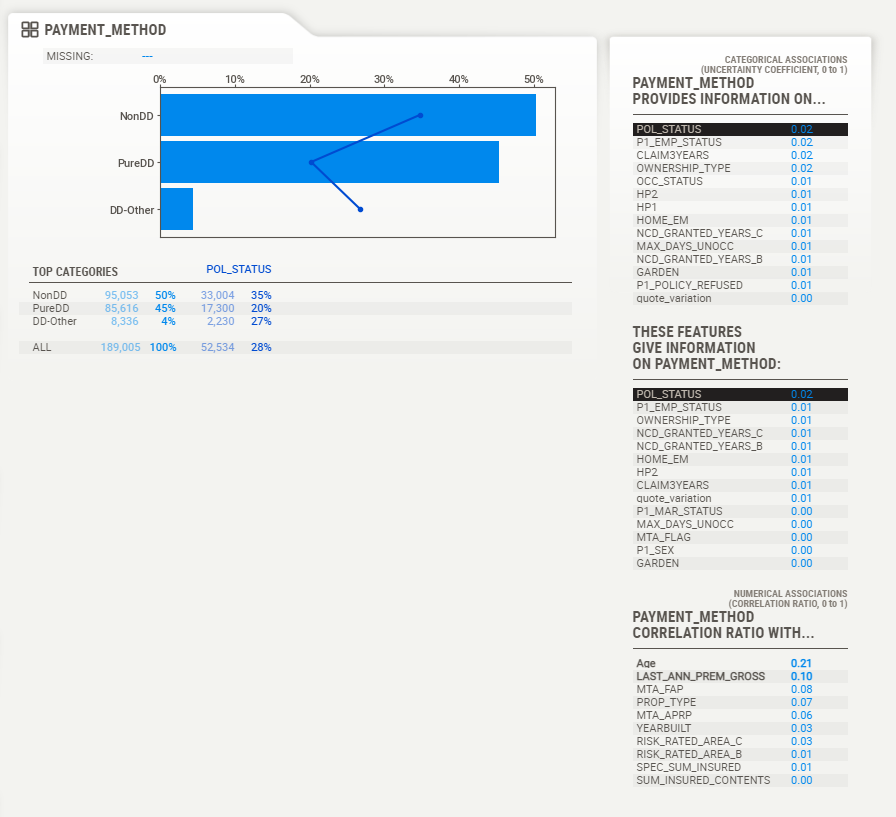 PAYMENT_METHOD
MISSING: ---
0% 10% 20% 30% 40% 50%
NonDD
PureDD
DD-Other
TOP CATEGORIES POL_STATUS
NonDD 95,053 50% 33,004 35%
PureDD 85,616 45% 17,300 20%
DD-Other 8,336 4% 2,230 27%
ALL 189,005 100% 52,534 28%
CATEGORICAL ASSOCIATIONS
(UNCERTAINTY COEFFICIENT, 0 to 1)
PAYMENT_METHOD
PROVIDES INFORMATION ON...
POL_STATUS 0.02
P1_EMP_STATUS 0.02
CLAIM3YEARS 0.02
OWNERSHIP_TYPE 0.02
OCC_STATUS 0.01
HP2 0.01
HP1 0.01
HOME_EM 0.01
NCD_GRANTED_YEARS_C 0.01
MAX_DAYS_UNOCC 0.01
NCD_GRANTED_YEARS_B 0.01
GARDEN 0.01
P1_POLICY_REFUSED 0.01
quote_variation 0.00
THESE FEATURES
GIVE INFORMATION
ON PAYMENT_METHOD:
POL_STATUS 0.02
P1_EMP_STATUS 0.01
OWNERSHIP_TYPE 0.01
NCD_GRANTED_YEARS_C 0.01
NCD_GRANTED_YEARS_B 0.01
HOME_EM 0.01
HP2 0.01
CLAIM3YEARS 0.01
quote_variation 0.01
P1_MAR_STATUS 0.00
MAX_DAYS_UNOCC 0.00
MTA_FLAG 0.00
P1_SEX 0.00
GARDEN 0.00
NUMERICAL ASSOCIATIONS
(CORRELATION RATIO, 0 to 1)
PAYMENT_METHOD
CORRELATION RATIO WITH...
Age 0.21
LAST_ANN_PREM_GROSS 0.10
MTA_FAP 0.08
PROP_TYPE 0.07
MTA_APRP 0.06
YEARBUILT 0.03
RISK_RATED_AREA_C 0.03
RISK_RATED_AREA_B 0.01
SPEC_SUM_INSURED 0.01
SUM_INSURED_CONTENTS 0.00